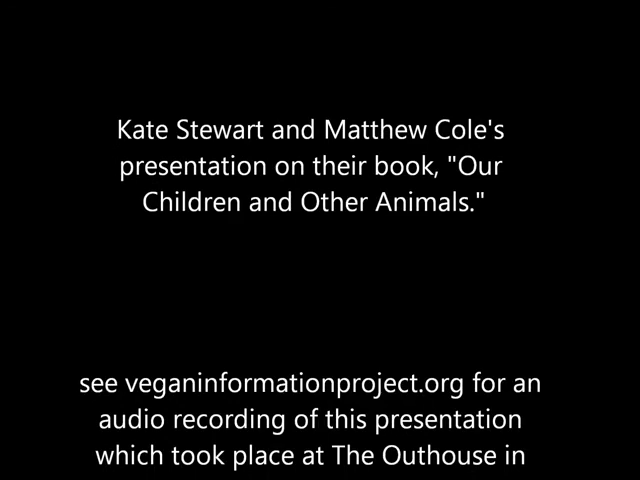 Kate Stewart and Matthew Cole's
presentation on their book, "Our
Children and Other Animals."
see veganinformationproject.org for an
audio recording of this presentation
which took place at The Outhouse in